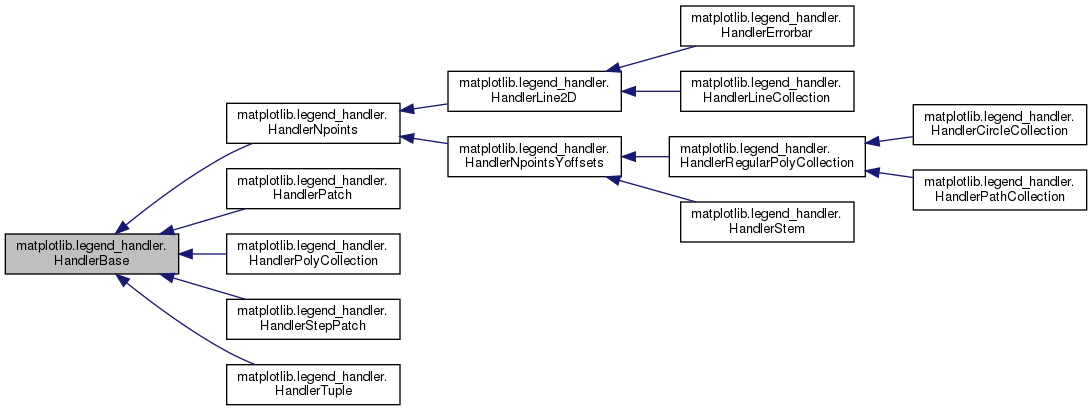 matplotlib.legend_handler.
HandlerBase
matplotlib.legend_handler.
HandlerNpoints
matplotlib.legend_handler.
HandlerPatch
matplotlib.legend_handler.
HandlerPolyCollection
matplotlib.legend_handler.
HandlerStepPatch
matplotlib.legend_handler.
HandlerTuple
matplotlib.legend_handler.
HandlerLine2D
matplotlib.legend_handler.
HandlerNpointsYoffsets
matplotlib.legend_handler.
HandlerErrorbar
matplotlib.legend_handler.
HandlerLineCollection
matplotlib.legend_handler.
HandlerRegularPolyCollection
matplotlib.legend_handler.
HandlerStem
matplotlib.legend_handler.
HandlerCircleCollection
matplotlib.legend_handler.
HandlerPathCollection